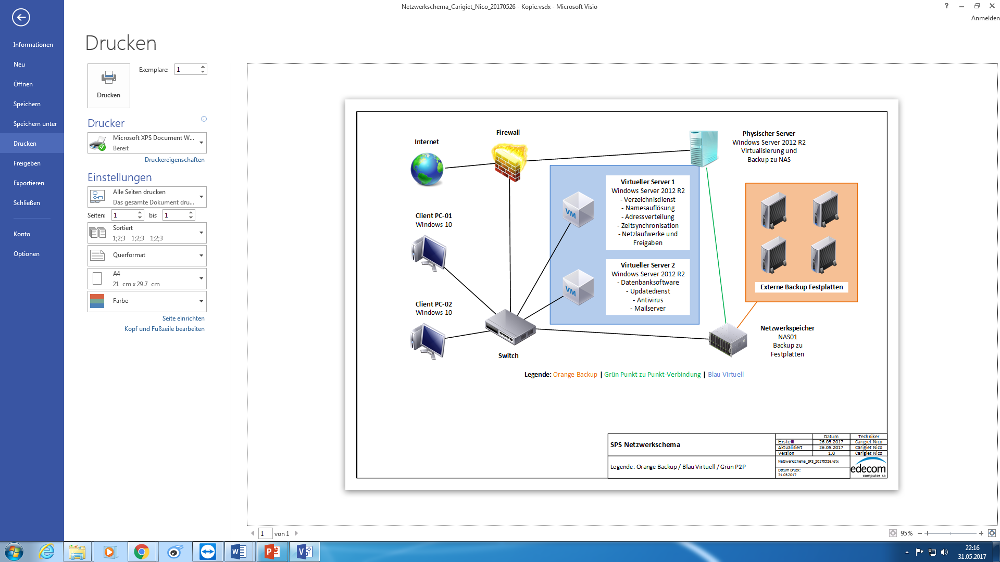 Netzwerkschema_Carigiet_Nico_20170526 - Kopie.vsdx - Microsoft Visio
?
Anmelden
Informationen
Neu
Öffnen
Speichern
Speichern unter
Drucken
Freigeben
Exportieren
Schließen
Konto
Optionen
Drucken
Drucken
Exemplare: 1
Drucker
Microsoft XPS Document W...
Bereit
Druckereigenschaften
Einstellungen
Alle Seiten drucken
Das gesamte Dokument dru...
Seiten: 1 bis 1
Sortiert
1;2;3 1;2;3 1;2;3
Querformat
A4
21 cm x 29.7 cm
Farbe
Seite einrichten
Kopf und Fußzeile bearbeiten
Internet
Firewall
Physischer Server
Windows Server 2012 R2
Virtualisierung und
Backup zu NAS
Client PC-01
Windows 10
Client PC-02
Windows 10
VM
Virtueller Server 1
Windows Server 2012 R2
- Verzeichnisdienst
- Namesauflösung
- Adressverteilung
- Zeitsynchronisation
- Netzlaufwerke und
Freigaben
VM
Virtueller Server 2
Windows Server 2012 R2
- Datenbanksoftware
- Updatedienst
- Antivirus
- Mailserver
Externe Backup Festplatten
Switch
Netzwerkspeicher
NAS01
Backup zu
Festplatten
Legende: Orange Backup | Grün Punkt zu Punkt-Verbindung | Blau Virtuell
SPS Netzwerkschema
Legende: Orange Backup / Blau Virtuell / Grün P2P
Datum Techniker
Erstellt 26.05.2017 Carigiet Nico
Aktualisiert 26.05.2017 Carigiet Nico
Version 1.0 Carigiet Nico
Netzwerkschema_SPS_20170526.vstx
Datum Druck:
31.05.2017
edecom
computer sa
1 von 1
95%
W
P
V
22:16
31.05.2017